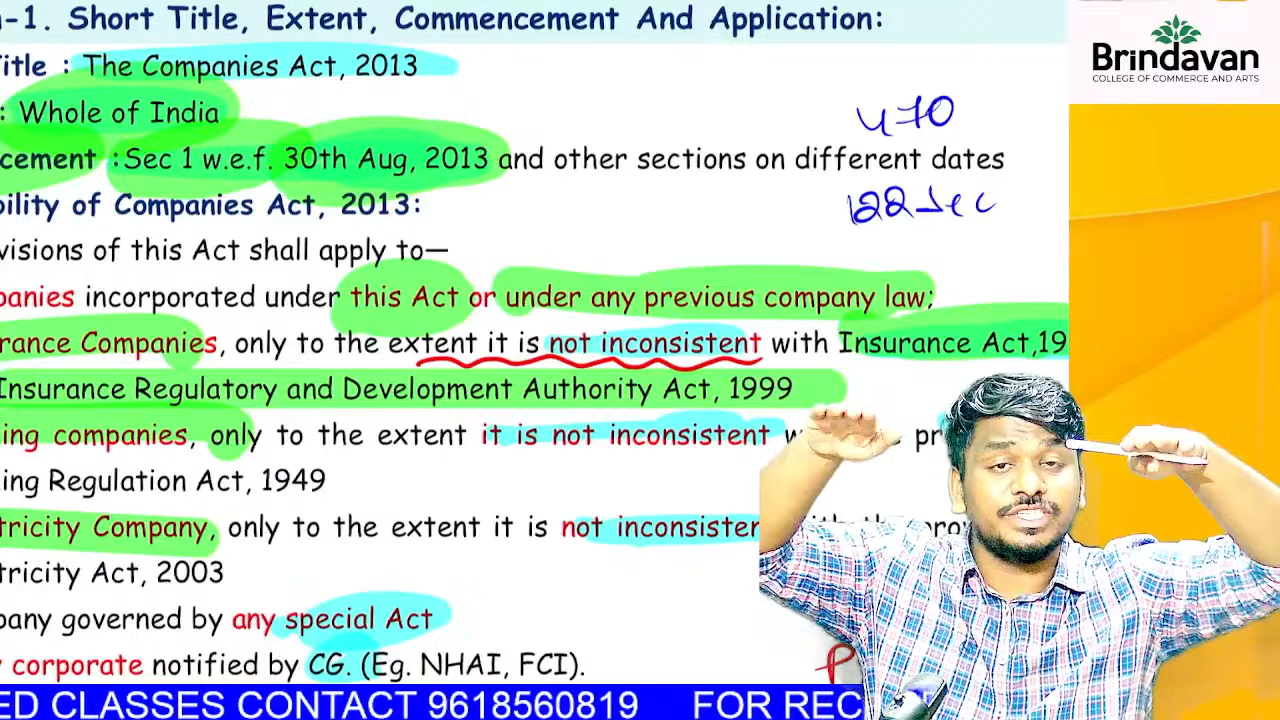 -1. Short Title, Extent, Commencement And Application:
Title : The Companies Act, 2013
: Whole of India
470
cement : Sec 1 w.e.f. 30th Aug, 2013 and other sections on different dates
122 Sec
bility of Companies Act, 2013:
visions of this Act shall apply to—
panies incorporated under this Act or under any previous company law;
rance Companies, only to the extent it is not inconsistent with Insurance Act,19
Insurance Regulatory and Development Authority Act, 1999
ing companies, only to the extent it is not inconsistent
ing Regulation Act, 1949
tricity Company, only to the extent it is not inconsisten
tricity Act, 2003
pany governed by any special Act
corporate notified by CG. (Eg. NHAI, FCI).
ED CLASSES CONTACT 9618560819 FOR REC
Brindavan
COLLEGE OF COMMERCE AND ARTS